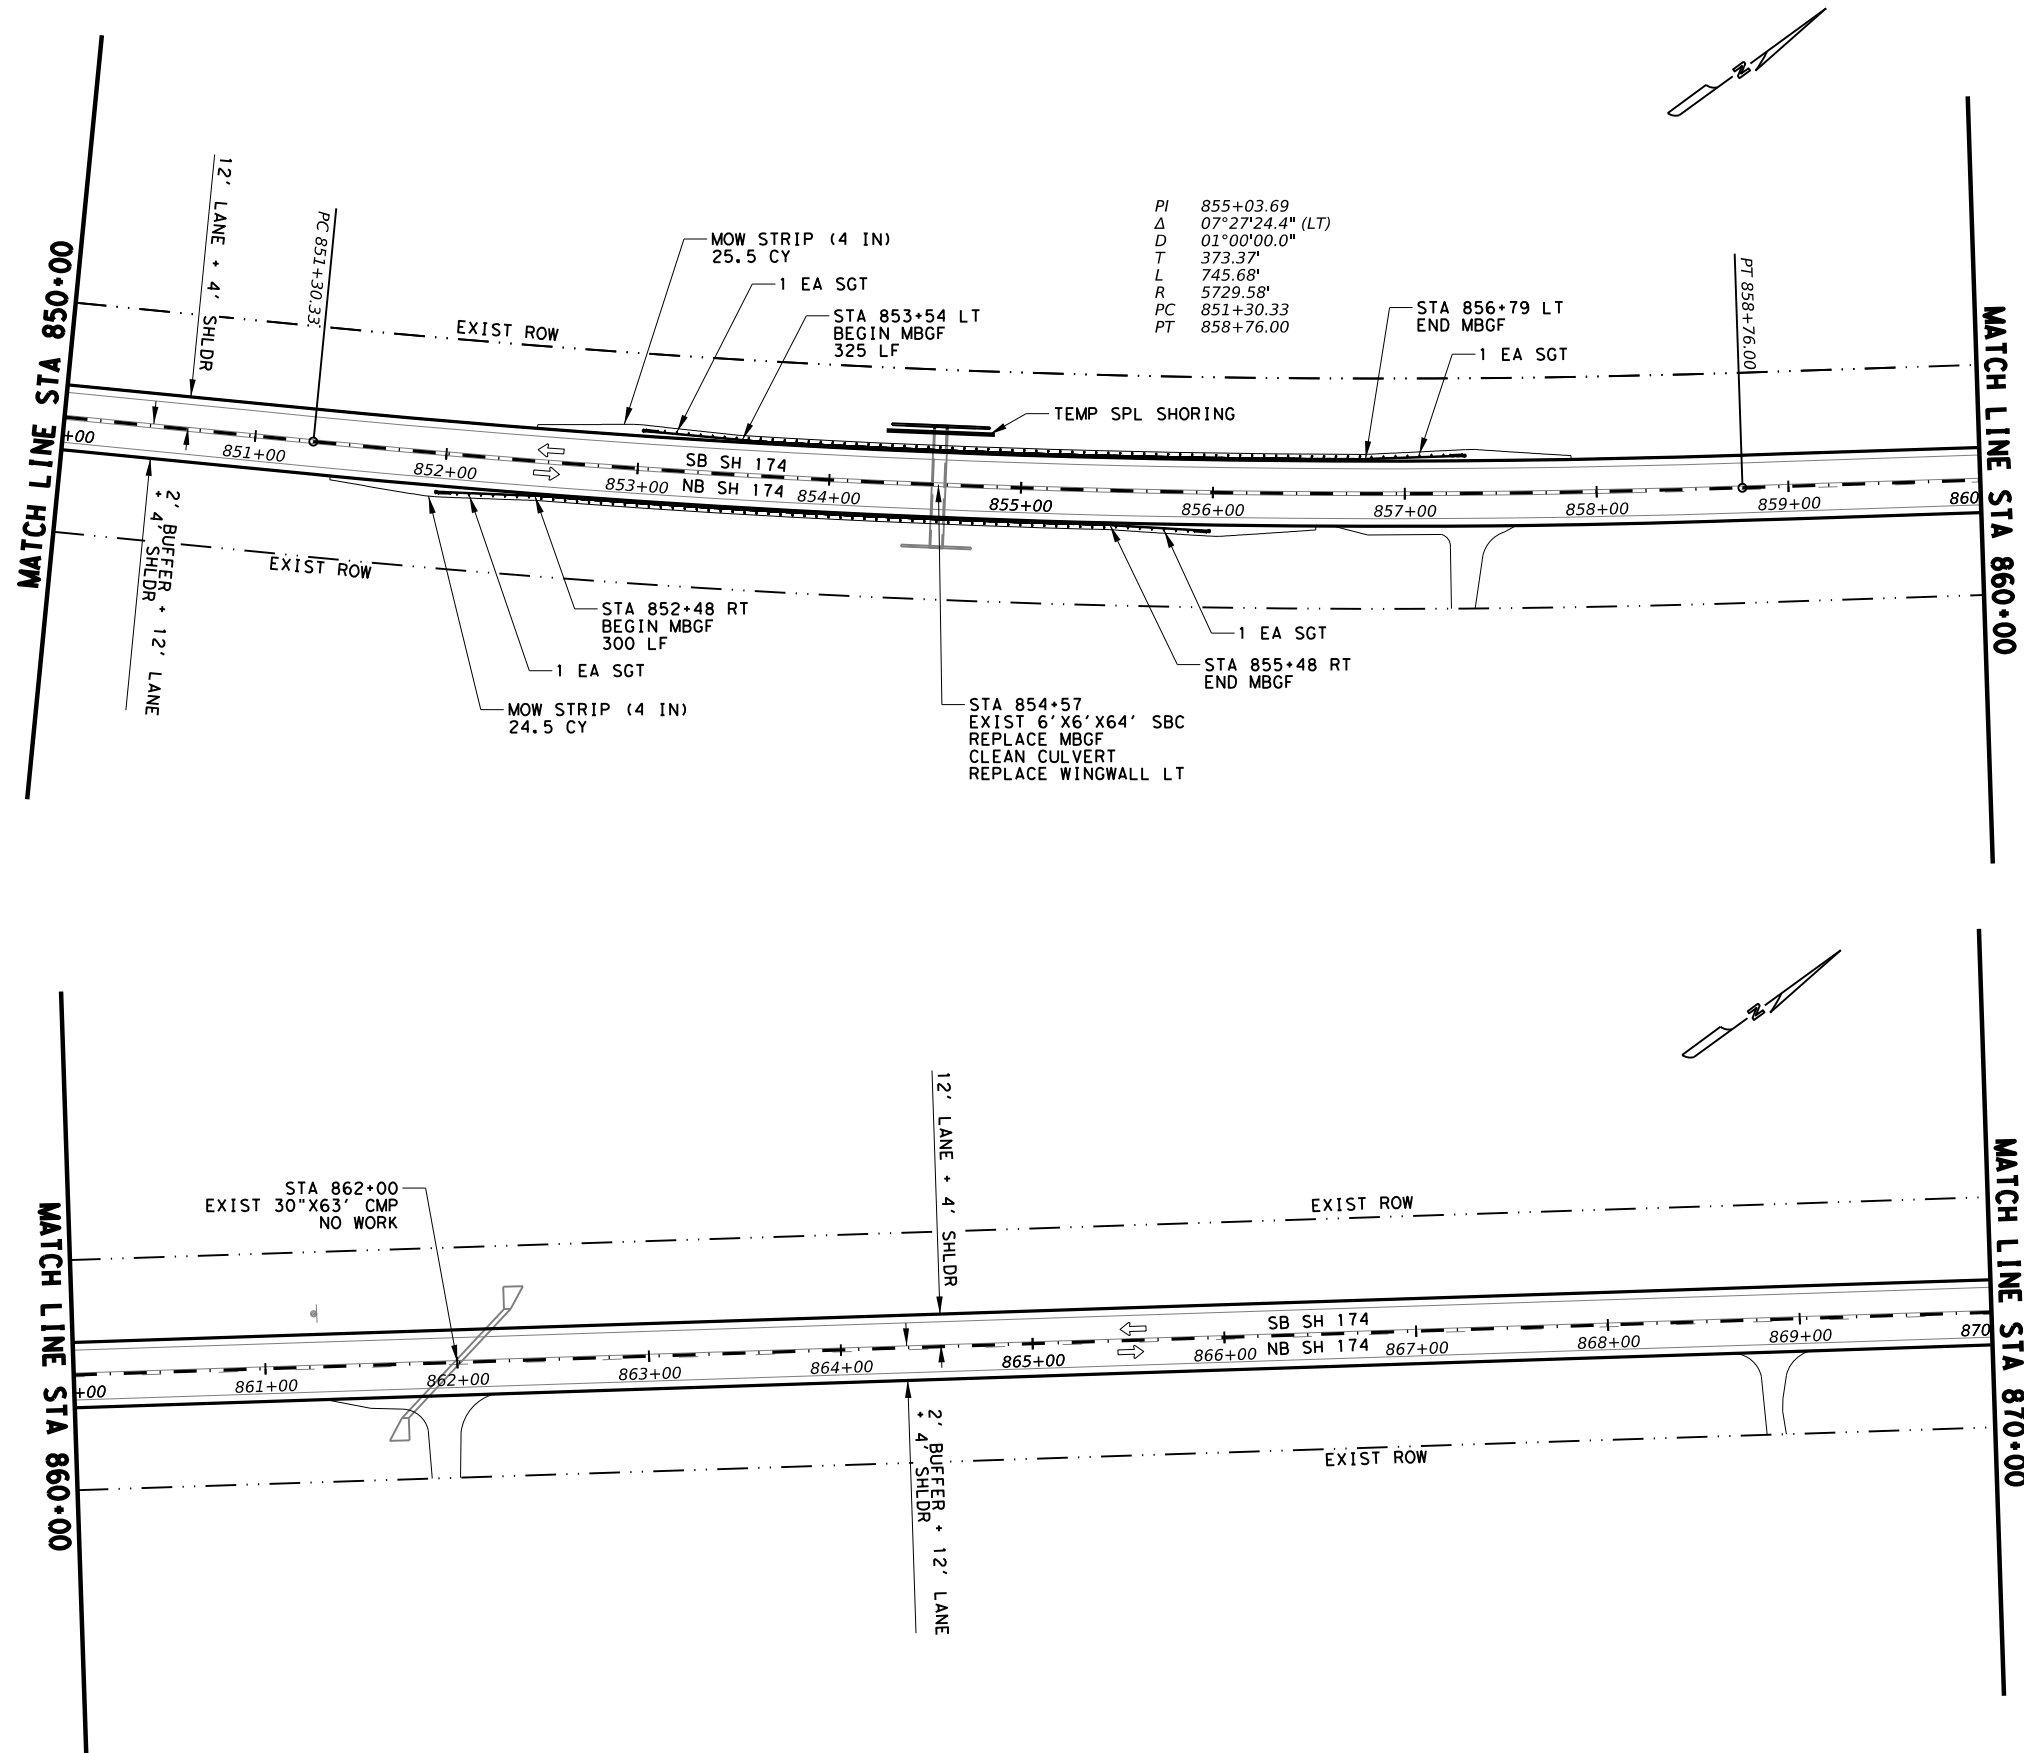 N
MATCH LINE STA 850+00
12' LANE + 4' SHLDR
PC 851+30.33
MOW STRIP (4 IN)
25.5 CY
1 EA SGT
STA 853+54 LT
BEGIN MBGF
325 LF
PI 855+03.69
Δ 07°27'24.4" (LT)
D 01°00'00.0"
T 373.37'
L 745.68'
R 5729.58'
PC 851+30.33
PT 858+76.00
STA 856+79 LT
END MBGF
1 EA SGT
PT 858+76.00
MATCH LINE STA 860+00
EXIST ROW
TEMP SPL SHORING
SB SH 174
NB SH 174
+00
851+00
852+00
853+00
854+00
855+00
856+00
857+00
858+00
859+00
860
2' BUFFER + 12' LANE
+ 4' SHLDR
EXIST ROW
STA 852+48 RT
BEGIN MBGF
300 LF
1 EA SGT
MOW STRIP (4 IN)
24.5 CY
1 EA SGT
STA 855+48 RT
END MBGF
STA 854+57
EXIST 6'X6'X64' SBC
REPLACE MBGF
CLEAN CULVERT
REPLACE WINGWALL LT
N
MATCH LINE STA 860+00
12' LANE + 4' SHLDR
STA 862+00
EXIST 30"X63' CMP
NO WORK
EXIST ROW
MATCH LINE STA 870+00
SB SH 174
NB SH 174
+00
861+00
862+00
863+00
864+00
865+00
866+00
867+00
868+00
869+00
870
2' BUFFER + 12' LANE
+ 4' SHLDR
EXIST ROW